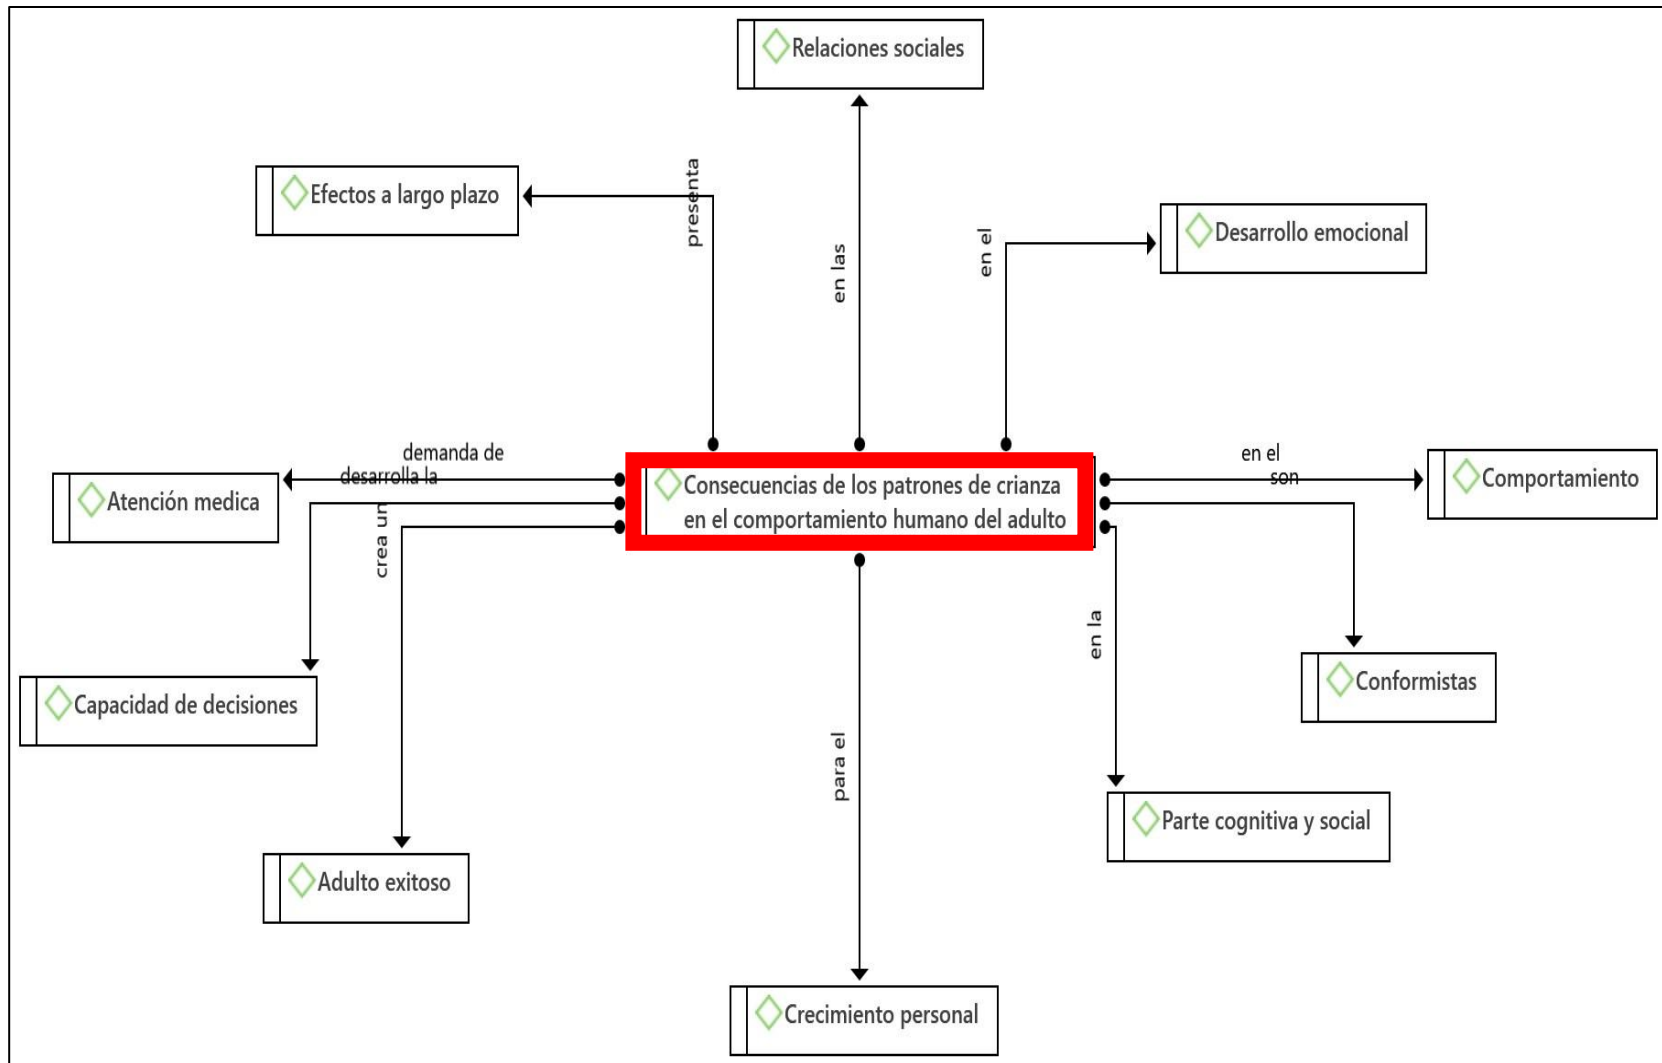 Relaciones sociales
presenta
Efectos a largo plazo
en las
en el
Desarrollo emocional
demanda de
desarrolla la
Atención medica
crea un
Consecuencias de los patrones de crianza
en el comportamiento humano del adulto
en el
son
Comportamiento
en la
Conformistas
Capacidad de decisiones
para el
Parte cognitiva y social
Adulto exitoso
Crecimiento personal